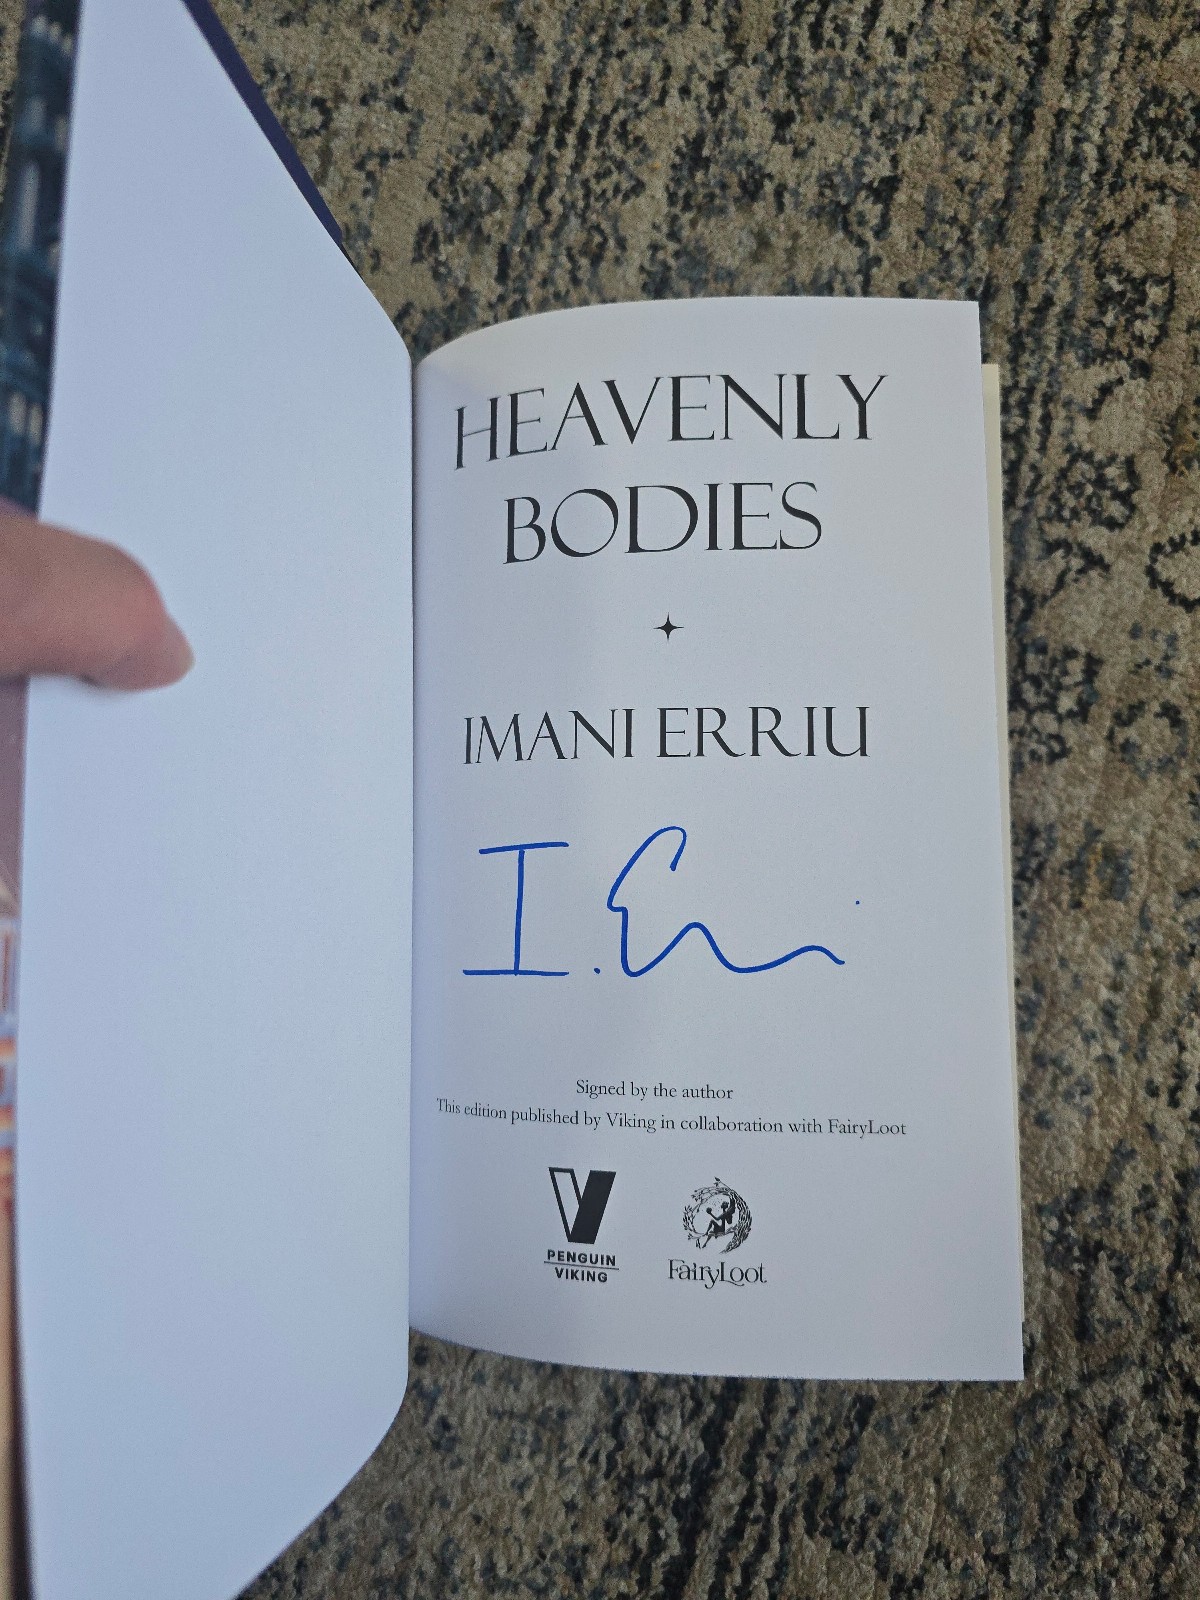 HEAVENLY
BODIES
IMANI ERRIU
I. Erri
Signed by the author
This edition published by Viking in collaboration with FairyLoot
PENGUIN
VIKING
FairyLoot